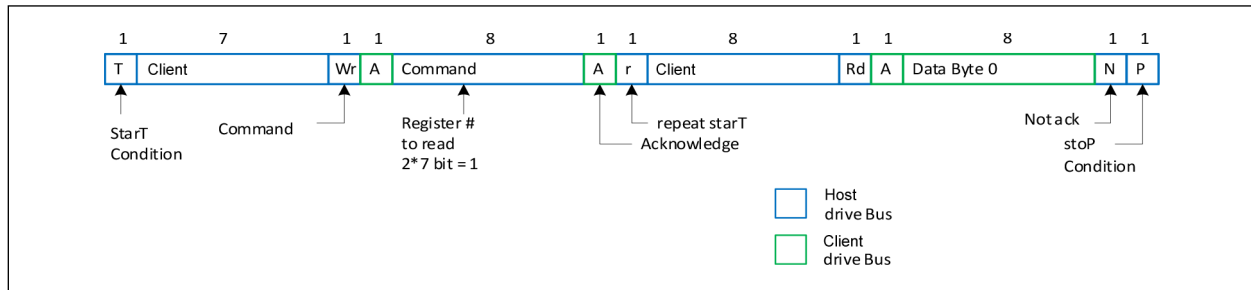 1 7 1 1 8 1 1 8 1 1 8 1 1
T Client Wr A Command A r Client Rd A Data Byte 0 N P
StarT
Condition
Command
Register #
to read
2*7 bit = 1
repeat starT
Acknowledge
Not ack
stoP
Condition
Host
drive Bus
Client
drive Bus